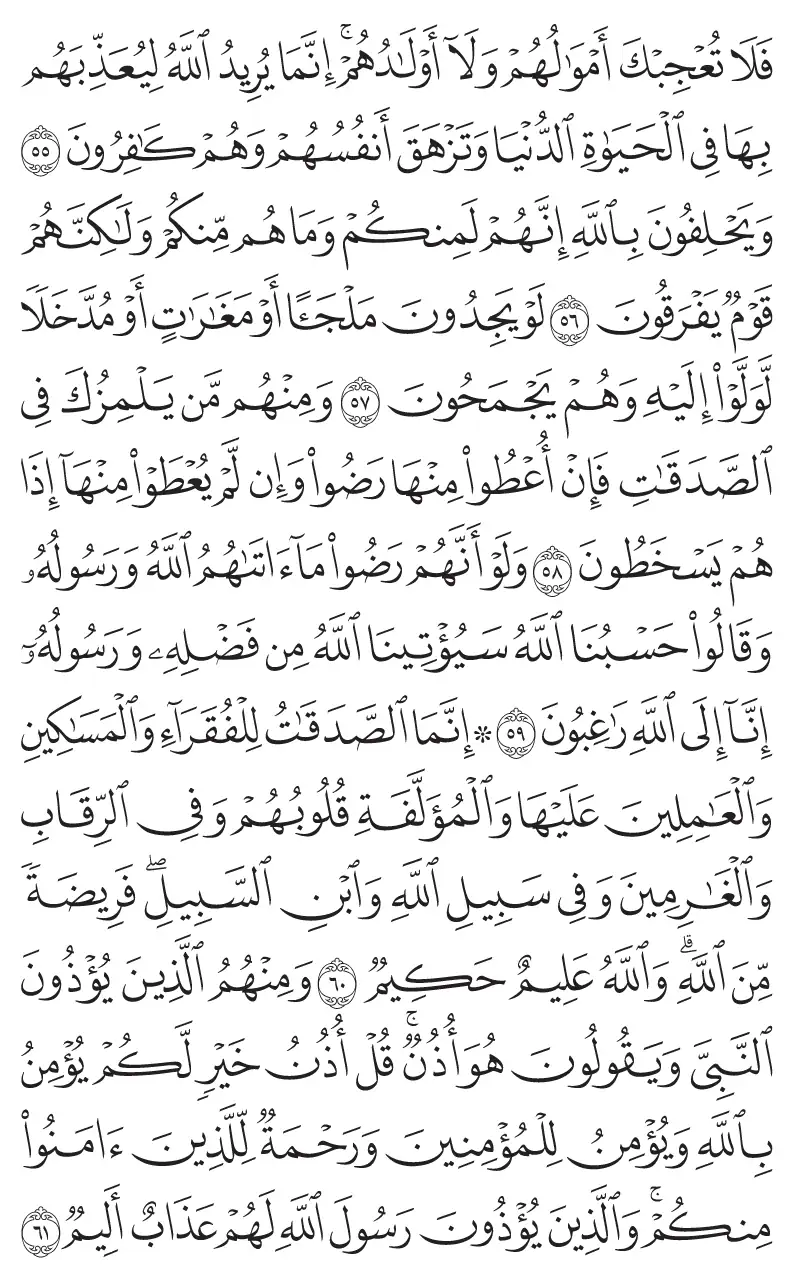 فَلَا تُعۡجِبۡكَ أَمۡوَٰلُهُمۡ وَلَآ أَوۡلَٰدُهُمۡۚ إِنَّمَا يُرِيدُ ٱللَّهُ لِيُعَذِّبَهُم
بِهَا فِي ٱلۡحَيَوٰةِ ٱلدُّنۡيَا وَتَزۡهَقَ أَنفُسُهُمۡ وَهُمۡ كَٰفِرُونَ ٥٥
وَيَحۡلِفُونَ بِٱللَّهِ إِنَّهُمۡ لَمِنكُمۡ وَمَا هُم مِّنكُمۡ وَلَٰكِنَّهُمۡ
قَوۡمٞ يَفۡرَقُونَ ٥٦ لَوۡ يَجِدُونَ مَلۡجَـًٔا أَوۡ مَغَٰرَٰتٍ أَوۡ مُدَّخَلٗا
لَّوَلَّوۡاْ إِلَيۡهِ وَهُمۡ يَجۡمَحُونَ ٥٧ وَمِنۡهُم مَّن يَلۡمِزُكَ فِي
ٱلصَّدَقَٰتِ فَإِنۡ أُعۡطُواْ مِنۡهَا رَضُواْ وَإِن لَّمۡ يُعۡطَوۡاْ مِنۡهَآ إِذَا
هُمۡ يَسۡخَطُونَ ٥٨ وَلَوۡ أَنَّهُمۡ رَضُواْ مَآ ءَاتَىٰهُمُ ٱللَّهُ وَرَسُولُهُۥ
وَقَالُواْ حَسۡبُنَا ٱللَّهُ سَيُؤۡتِينَا ٱللَّهُ مِن فَضۡلِهِۦ وَرَسُولُهُۥٓ
إِنَّآ إِلَى ٱللَّهِ رَٰغِبُونَ ٥٩ ۞ إِنَّمَا ٱلصَّدَقَٰتُ لِلۡفُقَرَآءِ وَٱلۡمَسَٰكِينِ
وَٱلۡعَٰمِلِينَ عَلَيۡهَا وَٱلۡمُؤَلَّفَةِ قُلُوبُهُمۡ وَفِي ٱلرِّقَابِ
وَٱلۡغَٰرِمِينَ وَفِي سَبِيلِ ٱللَّهِ وَٱبۡنِ ٱلسَّبِيلِۖ فَرِيضَةٗ
مِّنَ ٱللَّهِۗ وَٱللَّهُ عَلِيمٌ حَكِيمٞ ٦٠ وَمِنۡهُمُ ٱلَّذِينَ يُؤۡذُونَ
ٱلنَّبِيَّ وَيَقُولُونَ هُوَ أُذُنٞۚ قُلۡ أُذُنُ خَيۡرٖ لَّكُمۡ يُؤۡمِنُ
بِٱللَّهِ وَيُؤۡمِنُ لِلۡمُؤۡمِنِينَ وَرَحۡمَةٞ لِّلَّذِينَ ءَامَنُواْ
مِنكُمۡۚ وَٱلَّذِينَ يُؤۡذُونَ رَسُولَ ٱللَّهِ لَهُمۡ عَذَابٌ أَلِيمٞ ٦١